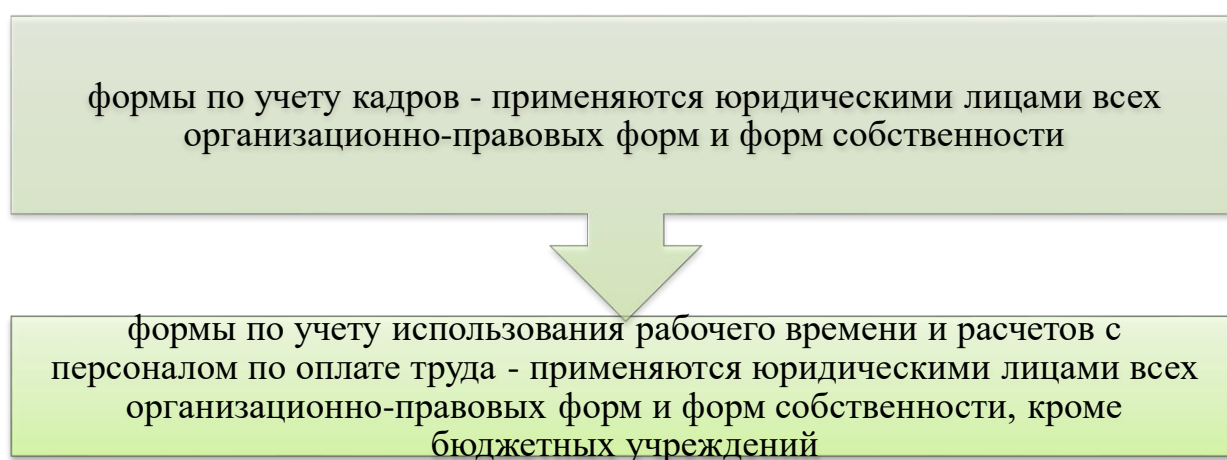 формы по учету кадров - применяются юридическими лицами всех
организационно-правовых форм и форм собственности
формы по учету использования рабочего времени и расчетов с
персоналом по оплате труда - применяются юридическими лицами всех
организационно-правовых форм и форм собственности, кроме
бюджетных учреждений